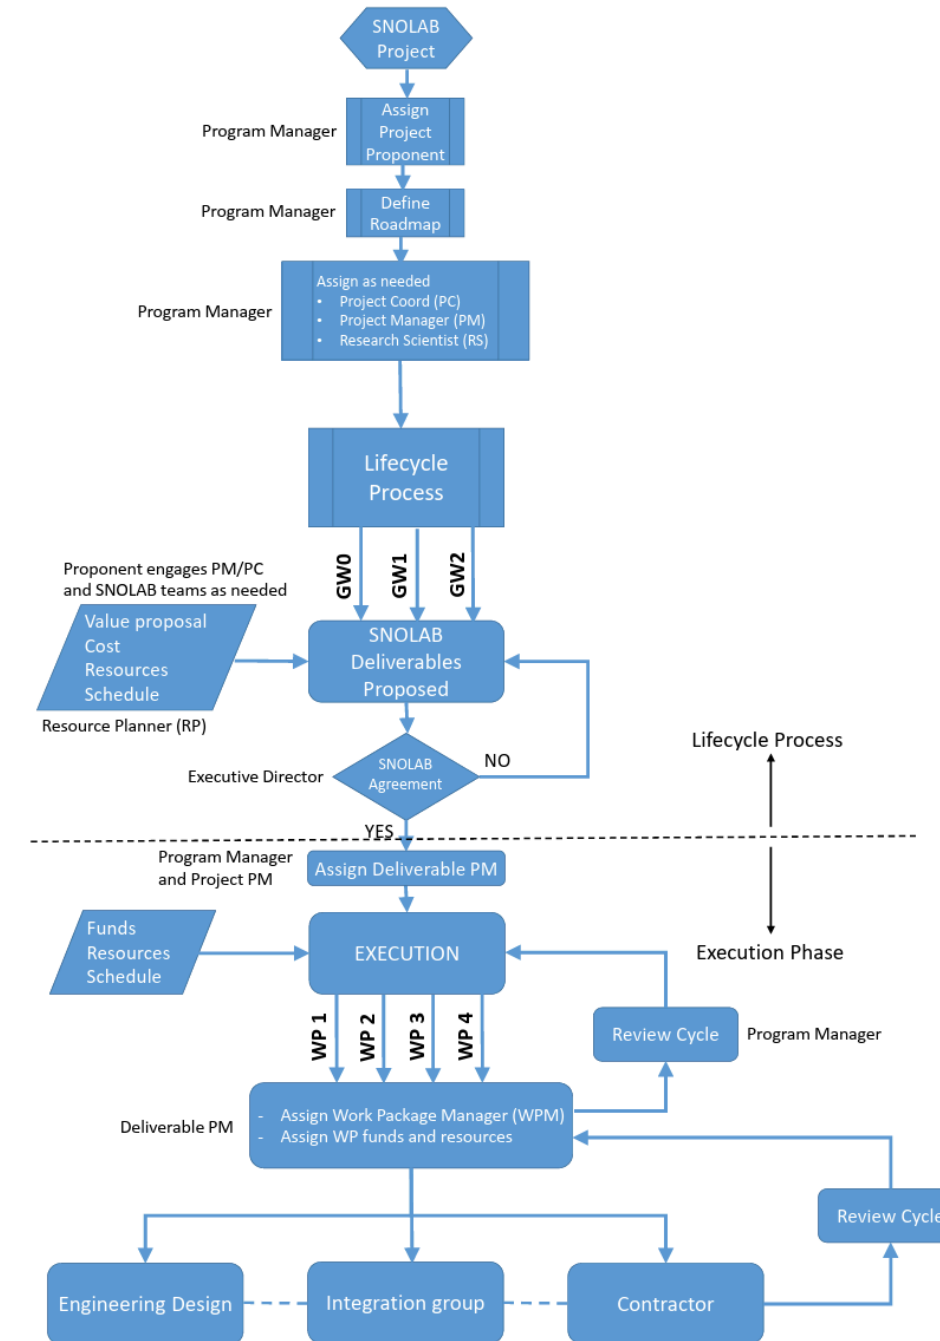 SNOLAB
Project
Program Manager
Assign
Project
Proponent
Program Manager
Define
Roadmap
Program Manager
Assign as needed
• Project Coord (PC)
• Project Manager (PM)
• Research Scientist (RS)
Lifecycle
Process
GW0
GW1
GW2
Proponent engages PM/PC
and SNOLAB teams as needed
Value proposal
Cost
Resources
Schedule
Resource Planner (RP)
SNOLAB
Deliverables
Proposed
Executive Director
SNOLAB
Agreement
NO
YES
Lifecycle Process
Execution Phase
Program Manager
and Project PM
Assign Deliverable PM
Funds
Resources
Schedule
EXECUTION
WP 1
WP 2
WP 3
WP 4
Review Cycle
Program Manager
Deliverable PM
- Assign Work Package Manager (WPM)
- Assign WP funds and resources
Review Cycle
Engineering Design
Integration group
Contractor